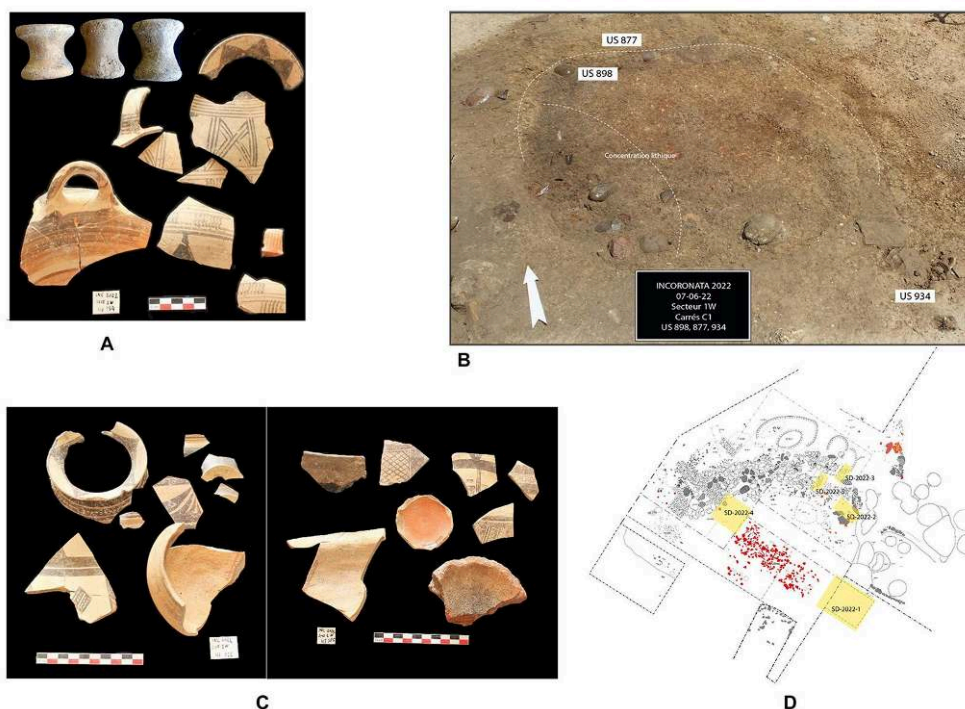 A
US 877
US 898
Concentration lithique
INCORONATA 2022
07-06-22
Secteur 1W
Carrés C1
US 898, 877, 934
US 934
B
C
SD-2022-3
SD-2022-2
SD-2022-4
SD-2022-1
D